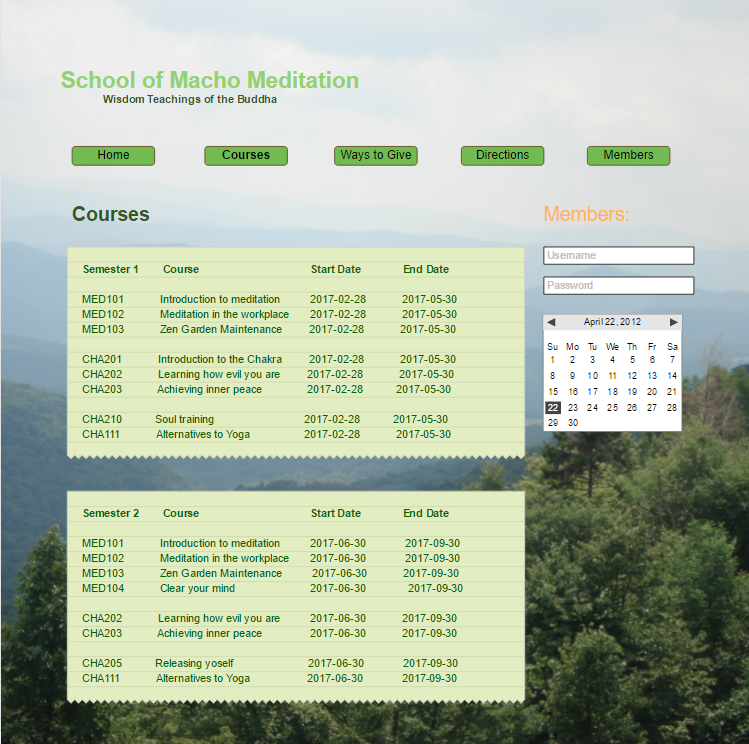 School of Macho Meditation
Wisdom Teachings of the Buddha
Home Courses Ways to Give Directions Members
Courses
Semester 1 Course Start Date End Date
MED101 Introduction to meditation 2017-02-28 2017-05-30
MED102 Meditation in the workplace 2017-02-28 2017-05-30
MED103 Zen Garden Maintenance 2017-02-28 2017-05-30
CHA201 Introduction to the Chakra 2017-02-28 2017-05-30
CHA202 Learning how evil you are 2017-02-28 2017-05-30
CHA203 Achieving inner peace 2017-02-28 2017-05-30
CHA210 Soul training 2017-02-28 2017-05-30
CHA111 Alternatives to Yoga 2017-02-28 2017-05-30
Semester 2 Course Start Date End Date
MED101 Introduction to meditation 2017-06-30 2017-09-30
MED102 Meditation in the workplace 2017-06-30 2017-09-30
MED103 Zen Garden Maintenance 2017-06-30 2017-09-30
MED104 Clear your mind 2017-06-30 2017-09-30
CHA202 Learning how evil you are 2017-06-30 2017-09-30
CHA203 Achieving inner peace 2017-06-30 2017-09-30
CHA205 Releasing yoself 2017-06-30 2017-09-30
CHA111 Alternatives to Yoga 2017-06-30 2017-09-30
Members:
Username
Password
April 22, 2012
Su Mo Tu We Th Fr Sa
1 2 3 4 5 6 7
8 9 10 11 12 13 14
15 16 17 18 19 20 21
22 23 24 25 26 27 28
29 30